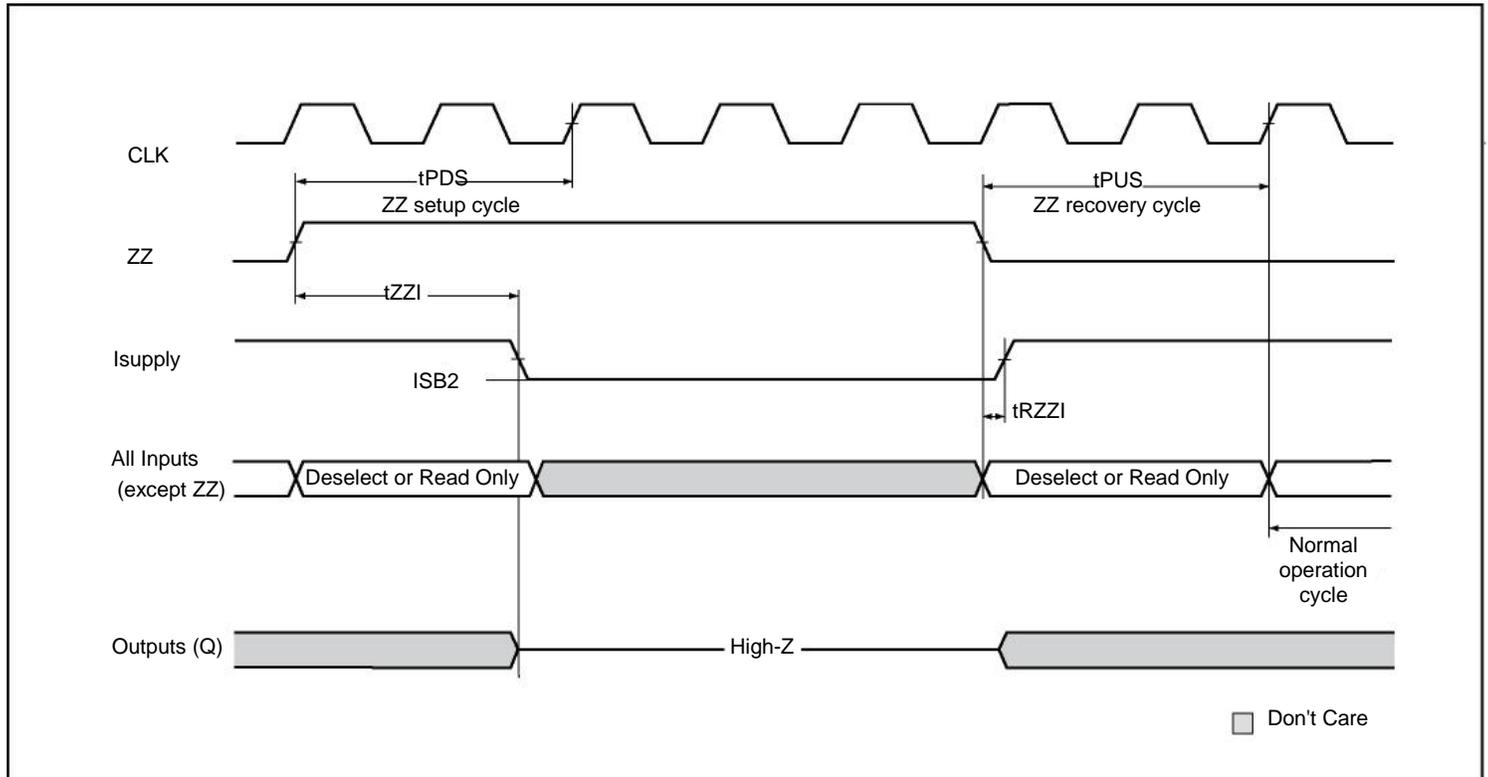 CLK
tPDS
ZZ setup cycle
tPUS
ZZ recovery cycle
ZZ
tZZI
Isupply
ISB2
tRZZI
All Inputs
(except ZZ)
Deselect or Read Only
Deselect or Read Only
Normal
operation
cycle
Outputs (Q)
High-Z
Don't Care